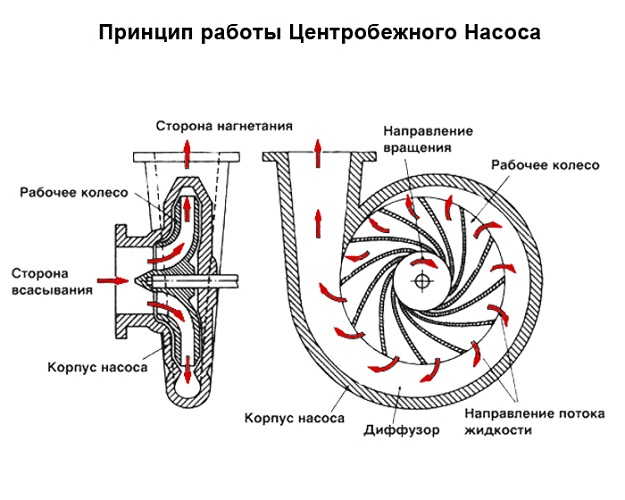 Принцип работы Центробежного Насоса
Сторона нагнетания
Направление
вращения
Рабочее колесо
Рабочее колесо
Сторона
всасывания
Корпус насоса
Корпус насоса
Диффузор
Направление потока
жидкости